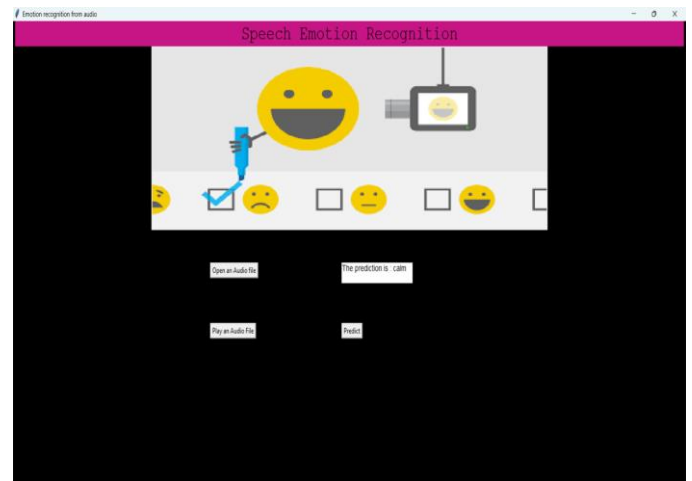 Emotion recognition from audio
Speech Emotion Recognition
Open an Audio file
The prediction is : calm
Play an Audio File
Predict